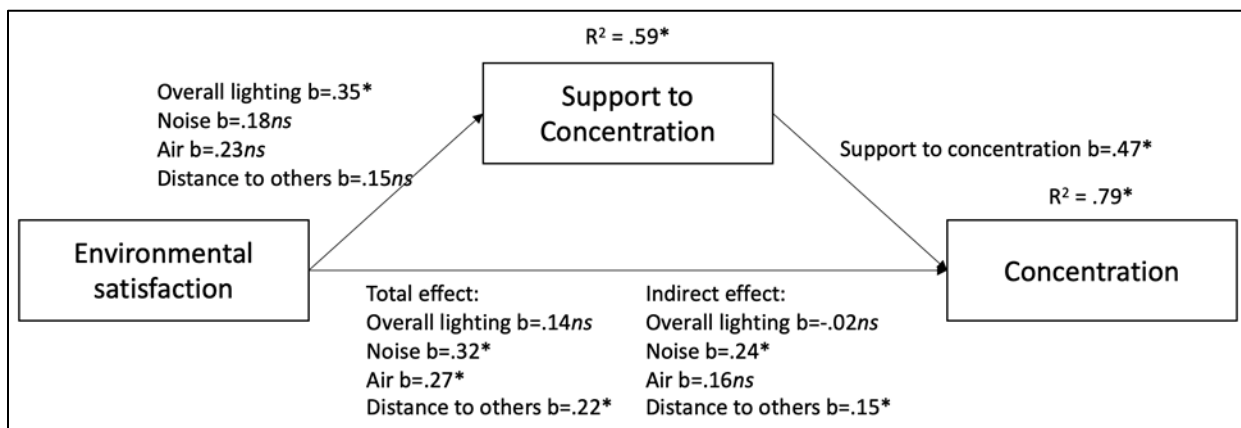 R² = .59*
Overall lighting b=.35*
Noise b=.18ns
Air b=.23ns
Distance to others b=.15ns
Support to
Concentration
Support to concentration b=.47*
R² = .79*
Environmental
satisfaction
Concentration
Total effect:
Overall lighting b=.14ns
Noise b=.32*
Air b=.27*
Distance to others b=.22*
Indirect effect:
Overall lighting b=-.02ns
Noise b=.24*
Air b=.16ns
Distance to others b=.15*